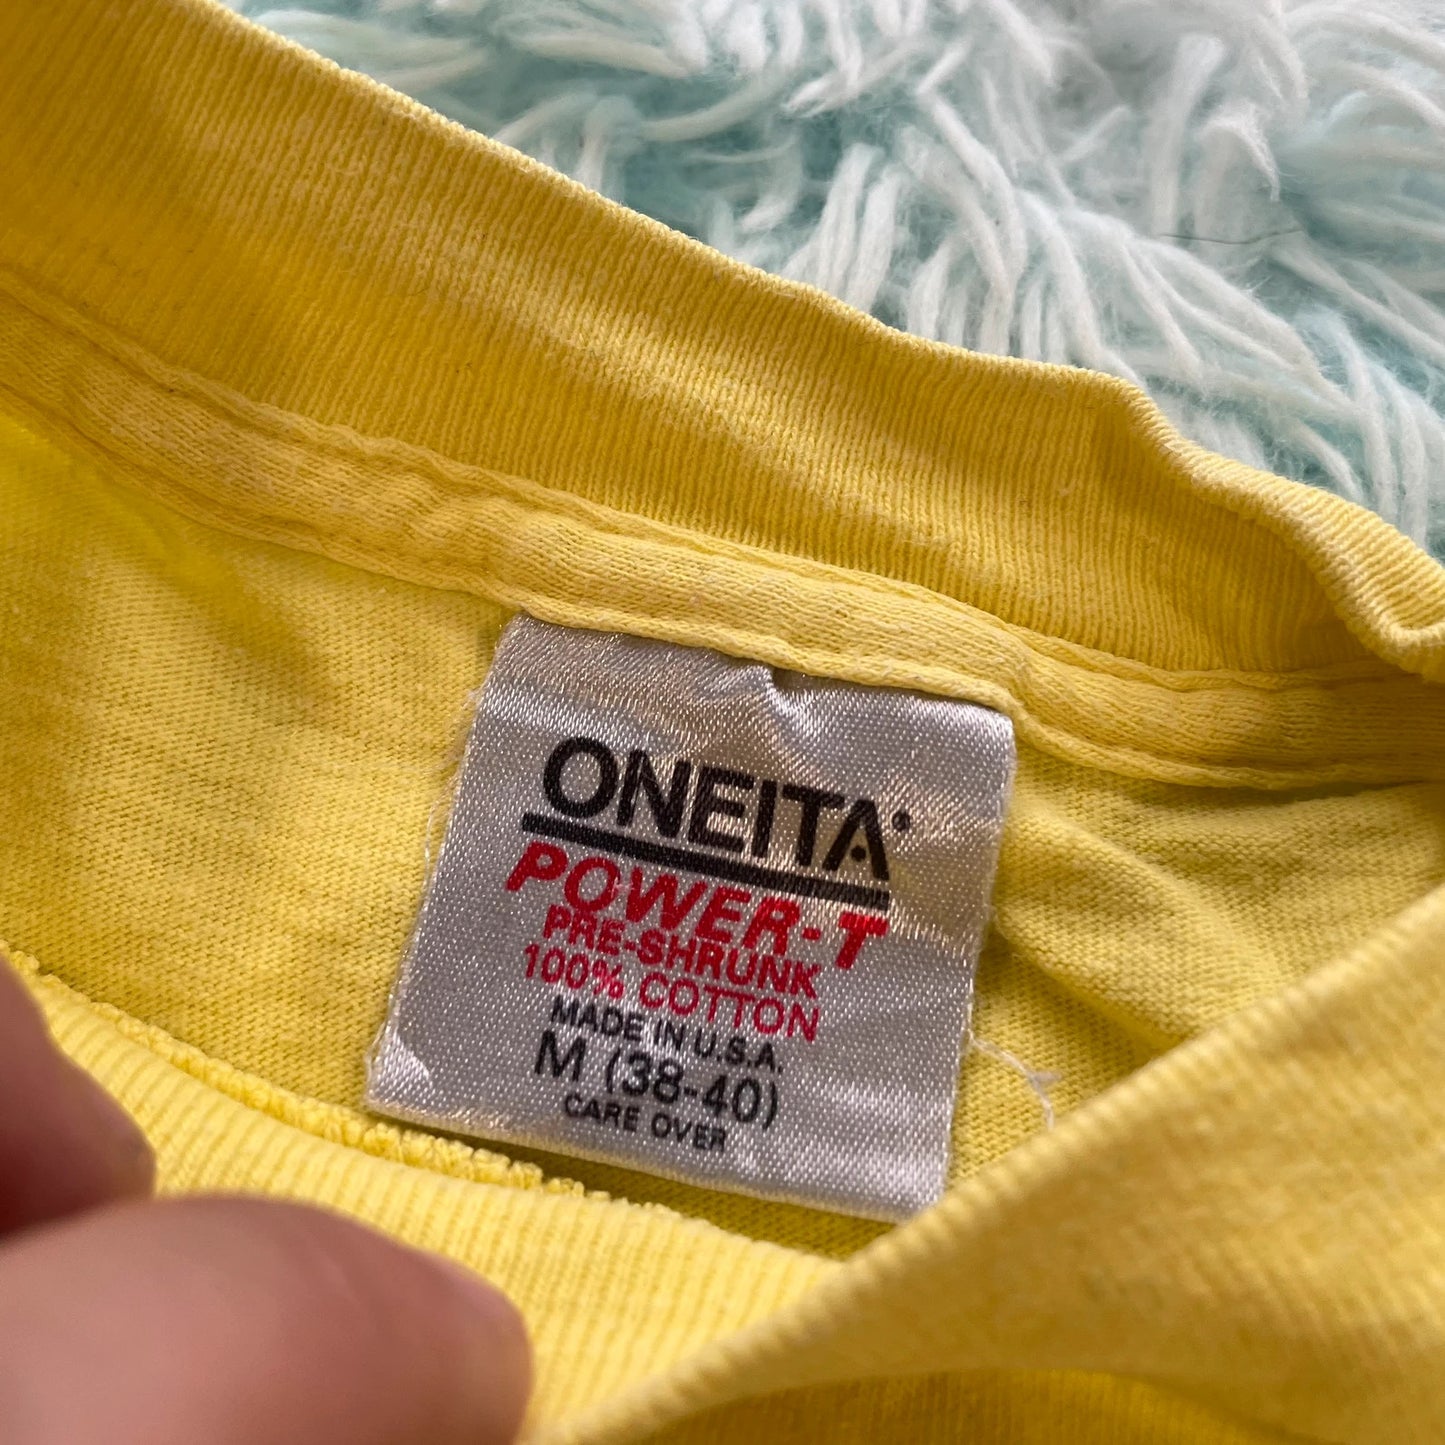 ONEITA®
POWER-T
PRE-SHRUNK
100% COTTON
MADE IN U.S.A.
M (38-40)
CARE OVER